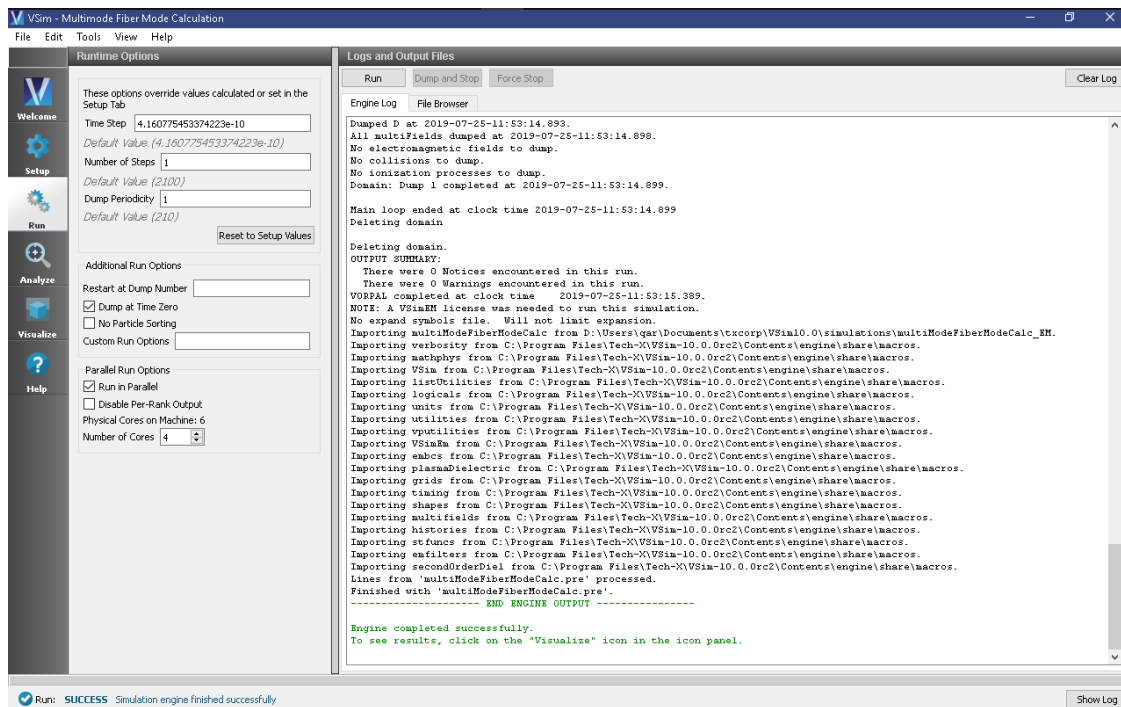 VSim - Multimode Fiber Mode Calculation
File Edit Tools View Help
Welcome
Setup
Run
Analyze
Visualize
Help
Runtime Options
These options override values calculated or set in the
Setup Tab
Time Step 4.160775453374223e-10
Default Value (4.160775453374223e-10)
Number of Steps 1
Default Value (2100)
Dump Periodicity 1
Default Value (210)
Reset to Setup Values
Additional Run Options
Restart at Dump Number
Dump at Time Zero
No Particle Sorting
Custom Run Options
Parallel Run Options
Run in Parallel
Disable Per-Rank Output
Physical Cores on Machine: 6
Number of Cores 4
Logs and Output Files
Run Dump and Stop Force Stop Clear Log
Engine Log File Browser
Dumped D at 2019-07-25-11:53:14.893.
All multiFields dumped at 2019-07-25-11:53:14.898.
No electromagnetic fields to dump.
No collisions to dump.
No ionization processes to dump.
Domain: Dump 1 completed at 2019-07-25-11:53:14.899.
Main loop ended at clock time 2019-07-25-11:53:14.899
Deleting domain
Deleting domain.
OUTPUT SUMMARY:
There were 0 Notices encountered in this run.
There were 0 Warnings encountered in this run.
VORPAL completed at clock time 2019-07-25-11:53:15.389.
NOTE: A VSimEM license was needed to run this simulation.
No expand symbols file. Will not limit expansion.
Importing multiModeFiberModeCalc from D:\Users\qar\Documents\txcorp\VSim10.0\simulations\multiModeFiberModeCalc_EM.
Importing verbosity from C:\Program Files\Tech-X\VSim-10.0.0rc2\Contents\engine\share\macros.
Importing mathphys from C:\Program Files\Tech-X\VSim-10.0.0rc2\Contents\engine\share\macros.
Importing VSim from C:\Program Files\Tech-X\VSim-10.0.0rc2\Contents\engine\share\macros.
Importing listUtilities from C:\Program Files\Tech-X\VSim-10.0.0rc2\Contents\engine\share\macros.
Importing logicals from C:\Program Files\Tech-X\VSim-10.0.0rc2\Contents\engine\share\macros.
Importing units from C:\Program Files\Tech-X\VSim-10.0.0rc2\Contents\engine\share\macros.
Importing utilities from C:\Program Files\Tech-X\VSim-10.0.0rc2\Contents\engine\share\macros.
Importing vputilities from C:\Program Files\Tech-X\VSim-10.0.0rc2\Contents\engine\share\macros.
Importing VSimEm from C:\Program Files\Tech-X\VSim-10.0.0rc2\Contents\engine\share\macros.
Importing embcs from C:\Program Files\Tech-X\VSim-10.0.0rc2\Contents\engine\share\macros.
Importing plasmaDielectric from C:\Program Files\Tech-X\VSim-10.0.0rc2\Contents\engine\share\macros.
Importing grids from C:\Program Files\Tech-X\VSim-10.0.0rc2\Contents\engine\share\macros.
Importing timing from C:\Program Files\Tech-X\VSim-10.0.0rc2\Contents\engine\share\macros.
Importing shapes from C:\Program Files\Tech-X\VSim-10.0.0rc2\Contents\engine\share\macros.
Importing multifields from C:\Program Files\Tech-X\VSim-10.0.0rc2\Contents\engine\share\macros.
Importing histories from C:\Program Files\Tech-X\VSim-10.0.0rc2\Contents\engine\share\macros.
Importing stfuncs from C:\Program Files\Tech-X\VSim-10.0.0rc2\Contents\engine\share\macros.
Importing emfilters from C:\Program Files\Tech-X\VSim-10.0.0rc2\Contents\engine\share\macros.
Importing secondOrderDiel from C:\Program Files\Tech-X\VSim-10.0.0rc2\Contents\engine\share\macros.
Lines from 'multiModeFiberModeCalc.pre' processed.
Finished with 'multiModeFiberModeCalc.pre'.
--------------------- END ENGINE OUTPUT ----------------
Engine completed successfully.
To see results, click on the "Visualize" icon in the icon panel.
Run: SUCCESS Simulation engine finished successfully
Show Log